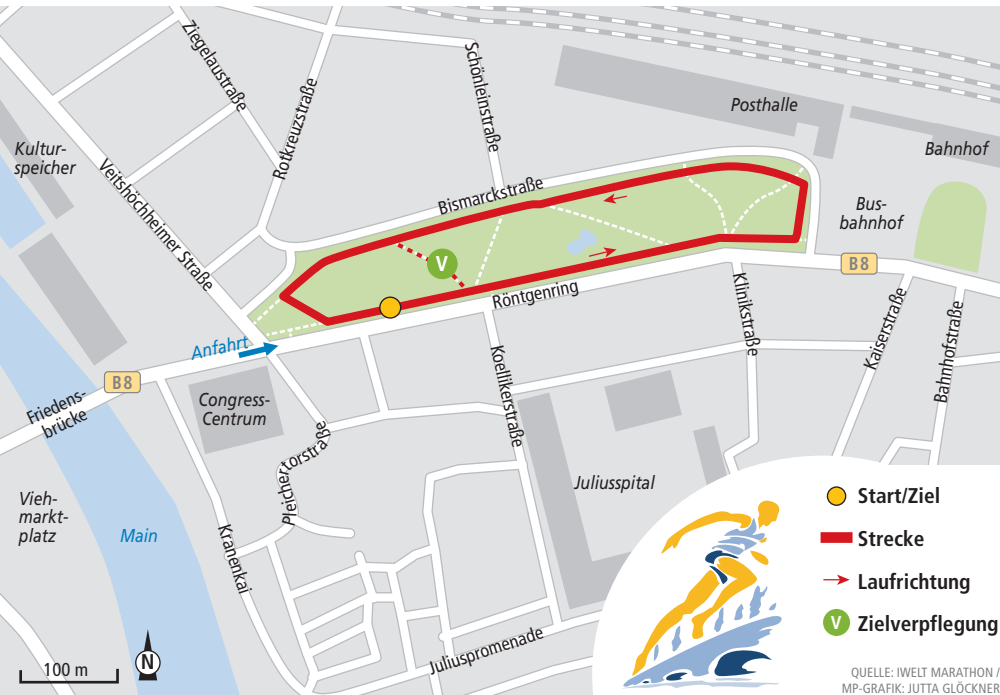 Ziegelaustraße
Rotkreuzstraße
Schönleinstraße
Posthalle
Bahnhof
Kultur-
speicher
Veitshöchheimer Straße
Bismarckstraße
Bus-
bahnhof
V
B8
Röntgenring
Klinikstraße
Kaiserstraße
Bahnhofstraße
Anfahrt
B8
Friedens-
brücke
Congress-
Centrum
Koellikerstraße
Pleichertorstraße
Juliusspital
Vieh-
markt-
platz
Main
Kranenkai
Juliuspromenade
100 m
N
Start/Ziel
Strecke
Laufrichtung
V Zielverpflegung
QUELLE: IWELT MARATHON
MP-GRAFIK: JUTTA GLÖCKNER